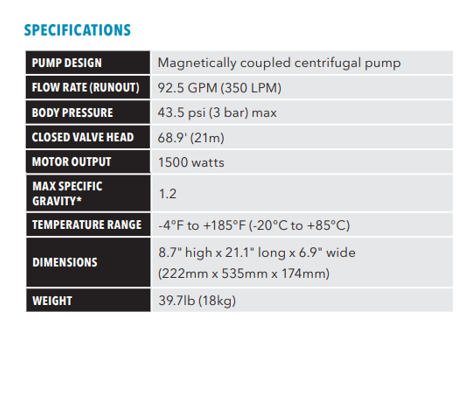 SPECIFICATIONS
PUMP DESIGN Magnetically coupled centrifugal pump
FLOW RATE (RUNOUT) 92.5 GPM (350 LPM)
BODY PRESSURE 43.5 psi (3 bar) max
CLOSED VALVE HEAD 68.9' (21m)
MOTOR OUTPUT 1500 watts
MAX SPECIFIC
GRAVITY* 1.2
TEMPERATURE RANGE -4°F to +185°F (-20°C to +85°C)
DIMENSIONS 8.7" high x 21.1" long x 6.9" wide
(222mm x 535mm x 174mm)
WEIGHT 39.7lb (18kg)